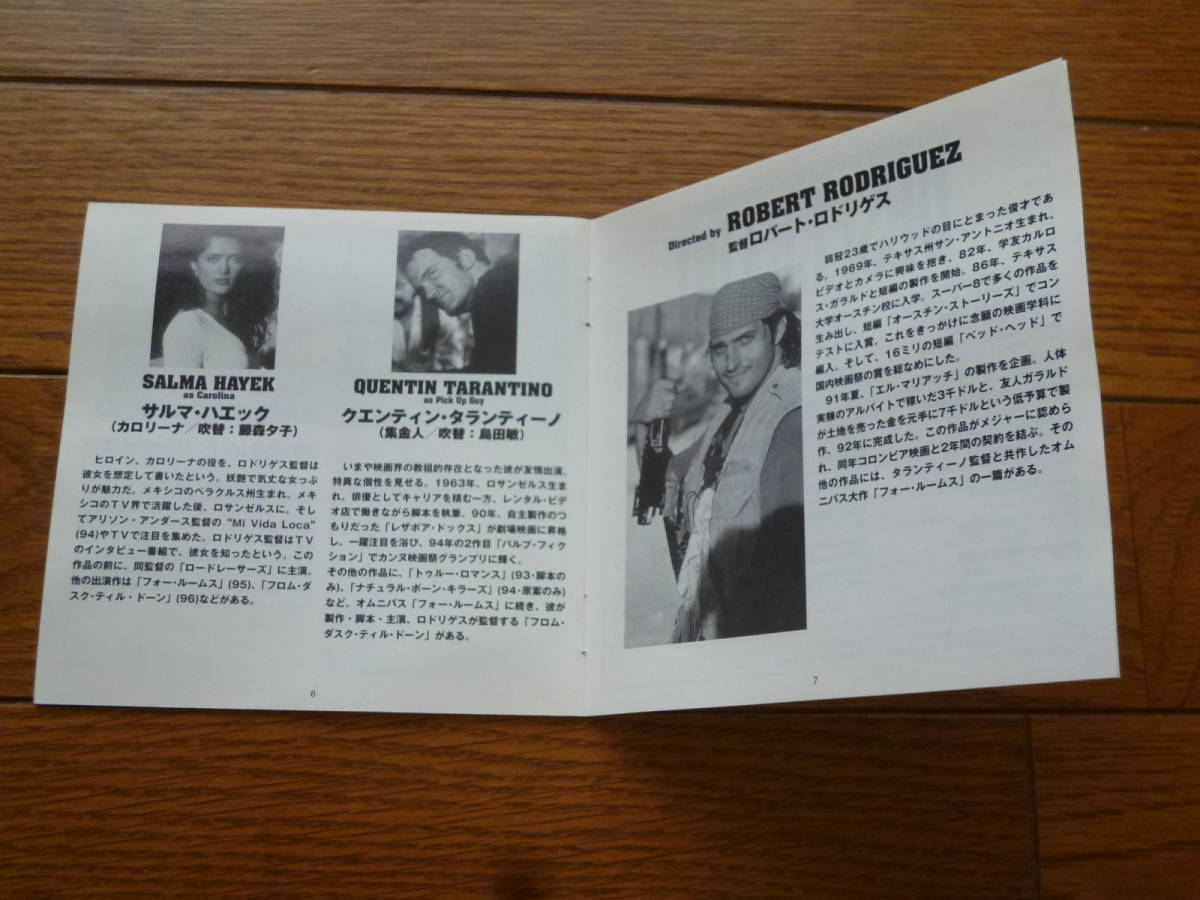 SALMA HAYEK
as Carolina
サルマ・ハエック
(カロリーナ／吹替：藤森夕子)
ヒロイン、カロリーナの役を、ロドリゲス監督は
彼女を想定して書いたという。妖艶で気丈な女っぷ
りが魅力だ。メキシコのベラクルス州生まれ。メキ
シコのTV界で活躍した後、ロサンゼルスに。そし
てアリソン・アンダース監督の "Mi Vida Loca"
(94)やTVで注目を集めた。ロドリゲス監督はTV
のインタビュー番組で、彼女を知ったという。この
作品の前に、同監督の「ロードレーサーズ」に主演。
他の出演作は「フォー・ルームス」(95)、「フロム・ダ
スク・ティル・ドーン」(96)などがある。
QUENTIN TARANTINO
as Pick Up Guy
クエンティン・タランティーノ
(集金人／吹替：島田敏)
いまや映画界の教祖的存在となった彼が友情出演、
特異な個性を見せる。1963年、ロサンゼルス生ま
れ。俳優としてキャリアを積む一方、レンタル・ビデ
オ店で働きながら脚本を執筆。90年、自主製作のつ
もりだった「レザボア・ドックス」が劇場映画に昇格
し、一躍注目を浴び、94年の2作目「パルプ・フィク
ション」でカンヌ映画祭グランプリに輝く。
その他の作品に、「トゥルー・ロマンス」(93・脚本の
み)、「ナチュラル・ボーン・キラーズ」(94・原案のみ)
など。オムニバス「フォー・ルームス」に続き、彼が
製作・脚本・主演、ロドリゲスが監督する「フロム・
ダスク・ティル・ドーン」がある。
6
Directed by ROBERT RODRIGUEZ
監督ロバート・ロドリゲス
弱冠23歳でハリウッドの目にとまった俊才であ
る。1969年、テキサス州サン・アントニオ生まれ。
ビデオとカメラに興味を抱き、82年、学友カルロ
ス・ガラルドと短編の製作を開始。86年、テキサス
大学オースチン校に入学。スーパー8で多くの作品を
生み出し、短編「オースチン・ストーリーズ」でコン
テストに入賞。これをきっかけに念願の映画学科に
編入。そして、16ミリの短編「ベッド・ヘッド」で
国内映画祭の賞を総なめにした。
91年夏、「エル・マリアッチ」の製作を企画。人体
実験のアルバイトで稼いだ3千ドルと、友人ガラルド
が土地を売った金を元手に7千ドルという低予算で製
作、92年に完成した。この作品がメジャーに認めら
れ、同年コロンビア映画と2年間の契約を結ぶ。その
他の作品には、タランティーノ監督と共作したオム
ニバス大作「フォー・ルームス」の一篇がある。
7